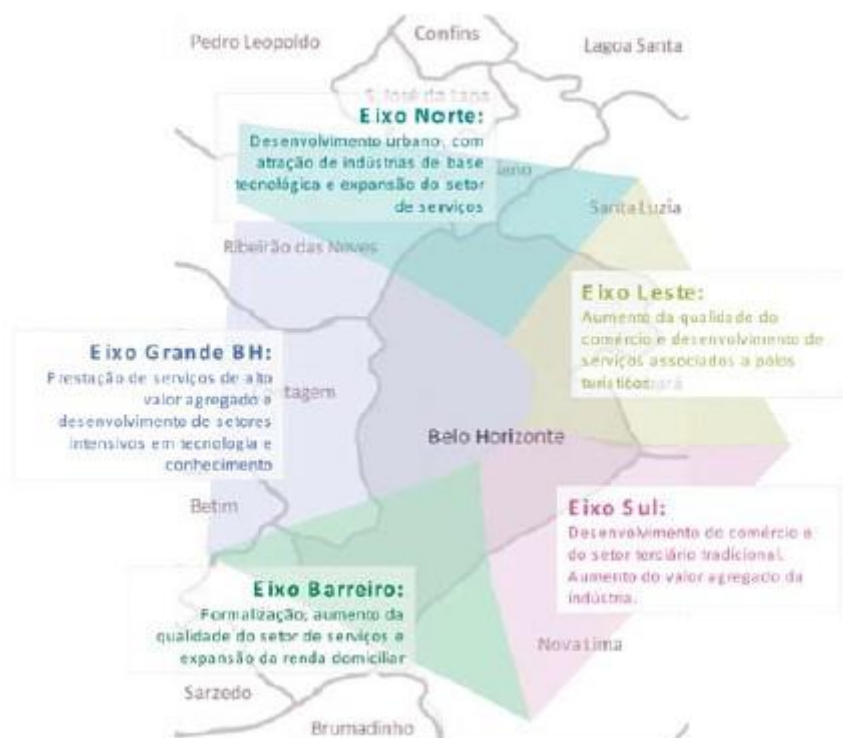 Pedro Leopoldo
Confins
Lagoa Santa
S. José da Lapa
Eixo Norte:
Desenvolvimento urbano, com
atração de indústrias de base
tecnológica e expansão do setor
de serviços
Santa Luzia
Ribeirão das Neves
Eixo Leste:
Aumento da qualidade do
comércio e desenvolvimento de
serviços associados a polos
turísticos
Eixo Grande BH:
Prestação de serviços de alto
valor agregado e
desenvolvimento de setores
intensivos em tecnologia e
conhecimento
Belo Horizonte
Betim
Eixo Sul:
Desenvolvimento do comércio e
do setor terciário tradicional.
Aumento do valor agregado da
indústria.
Eixo Barreiro:
Formalização, aumento da
qualidade do setor de serviços e
expansão da renda domiciliar
Nova Lima
Sarzedo
Brumadinho